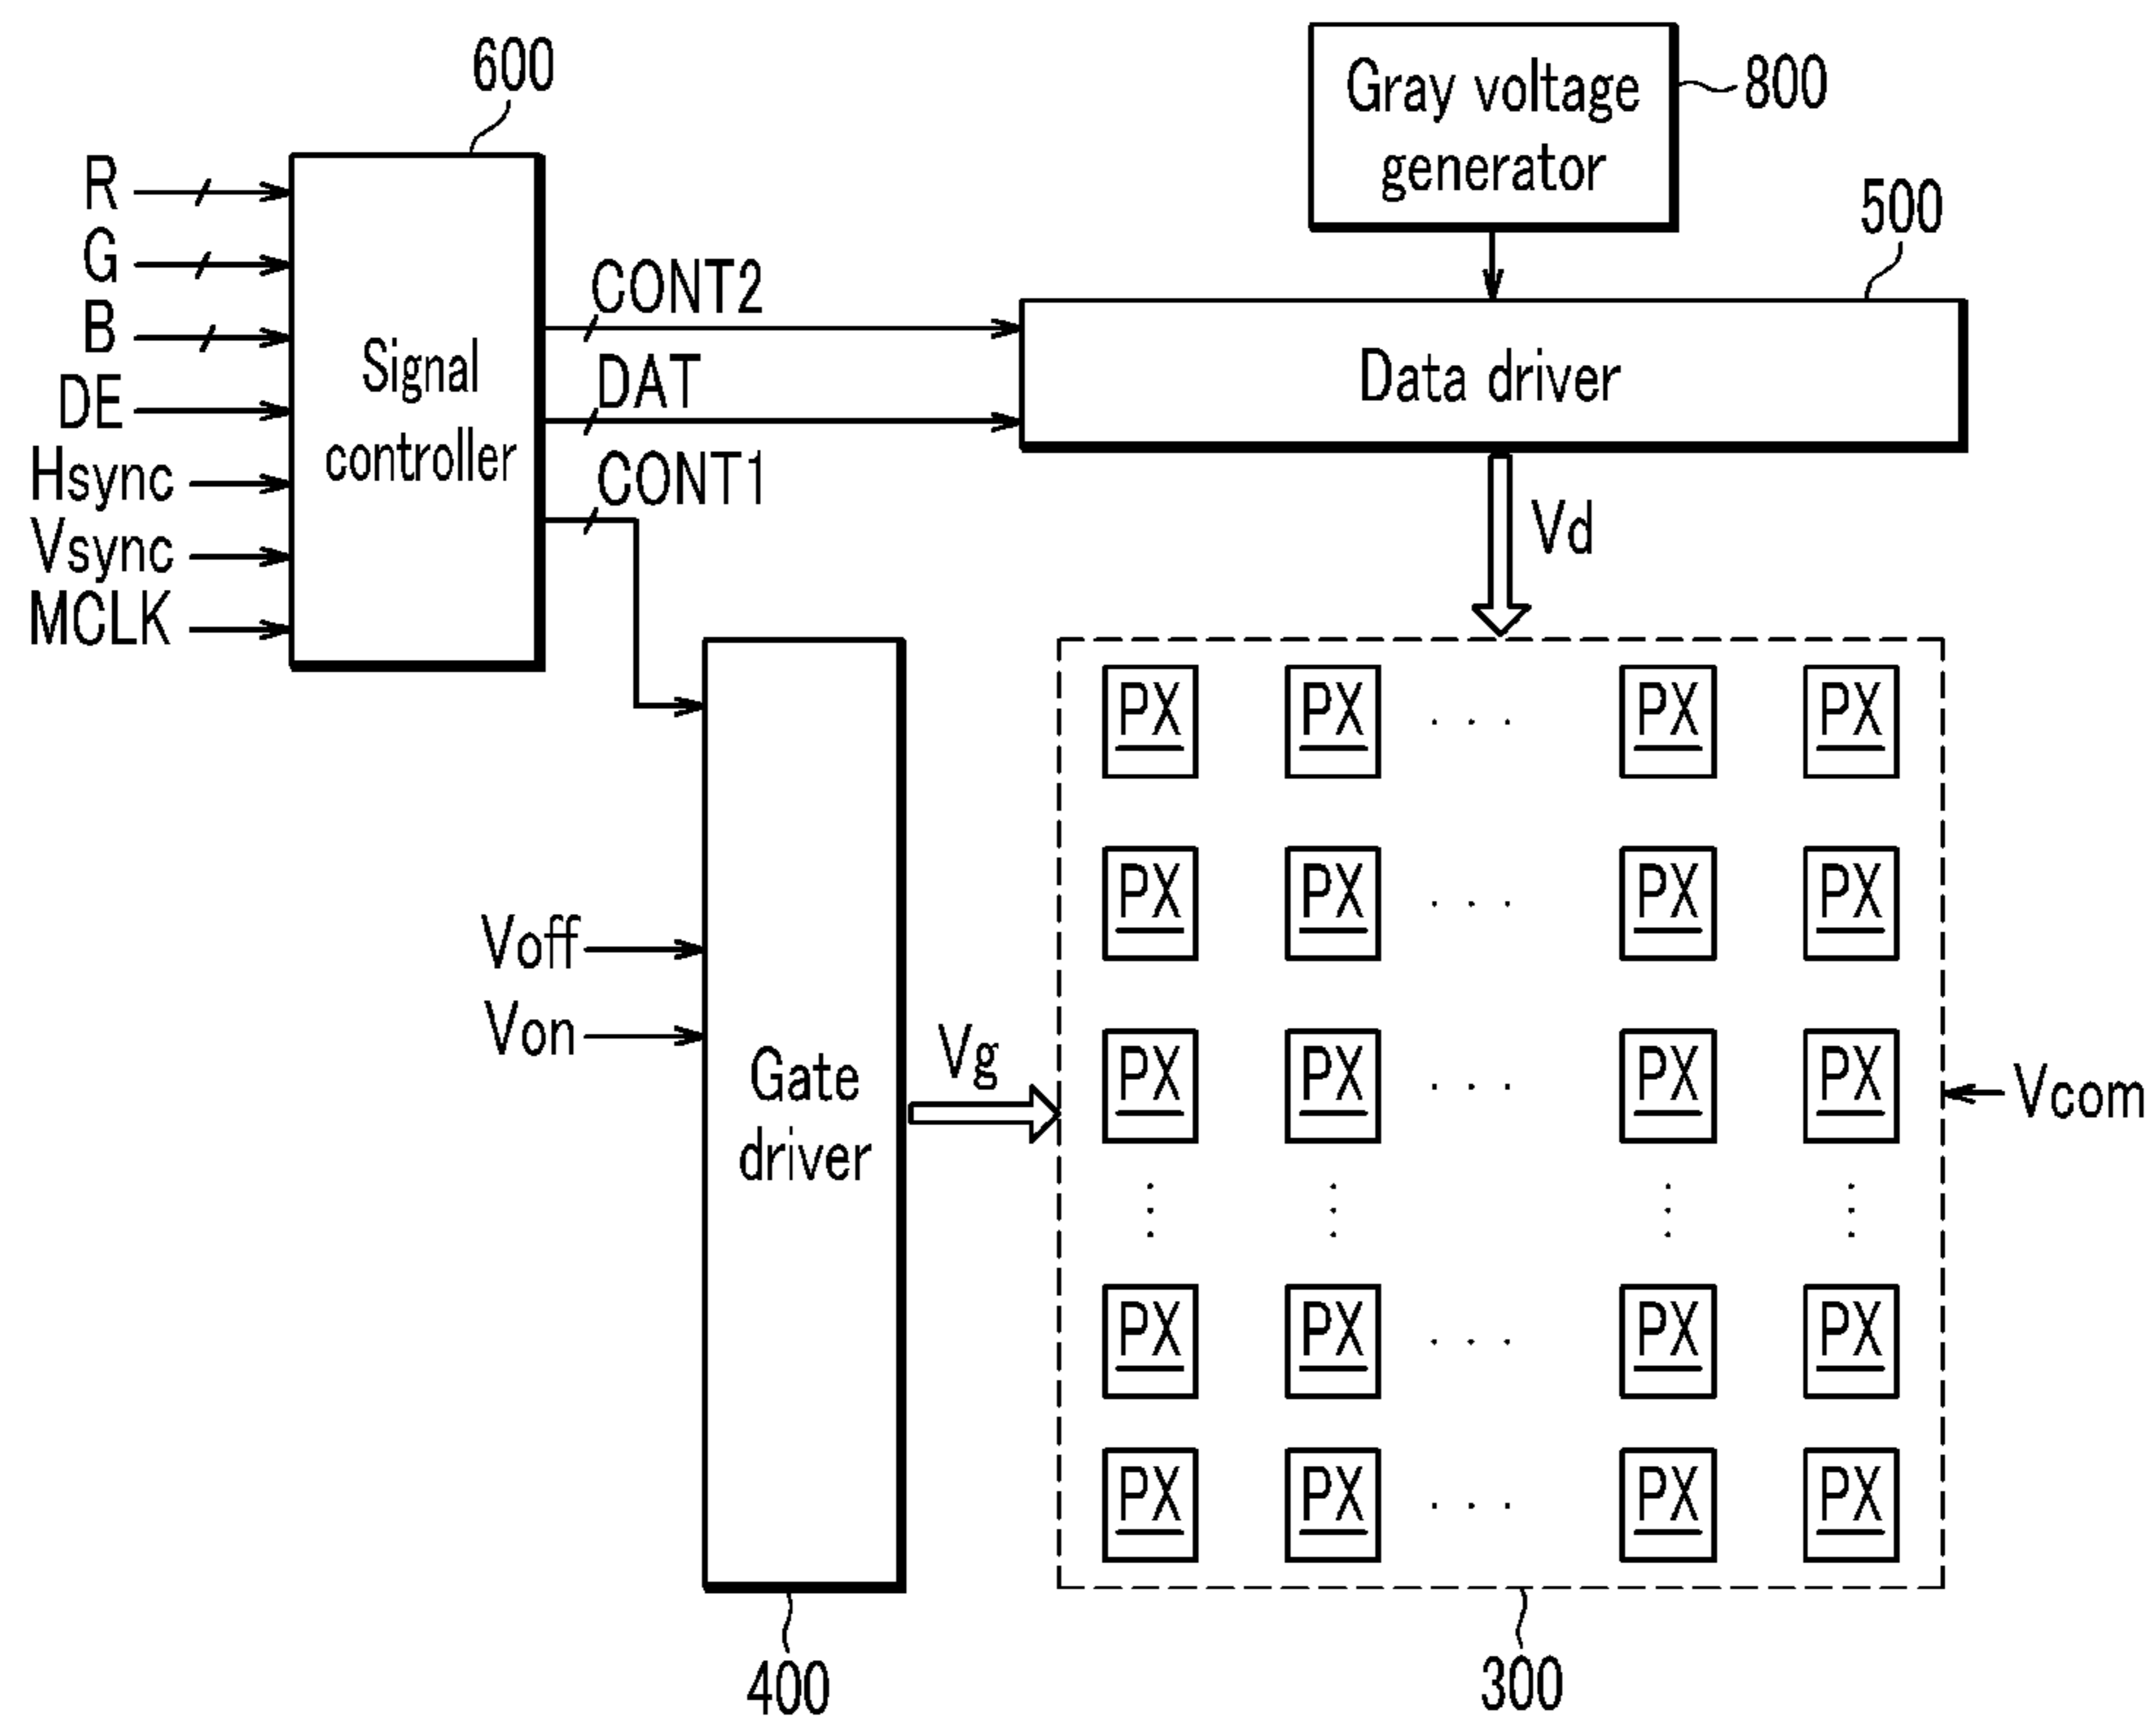 600
Gray voltage
generator
800
R
G
B
DE
Hsync
Vsync
MCLK
Signal
controller
CONT2
DAT
CONT1
500
Data driver
Vd
Voff
Von
Gate
driver
Vg
PX PX . . . PX PX
PX PX . . . PX PX
PX PX . . . PX PX
PX PX . . . PX PX
PX PX . . . PX PX
Vcom
400
300